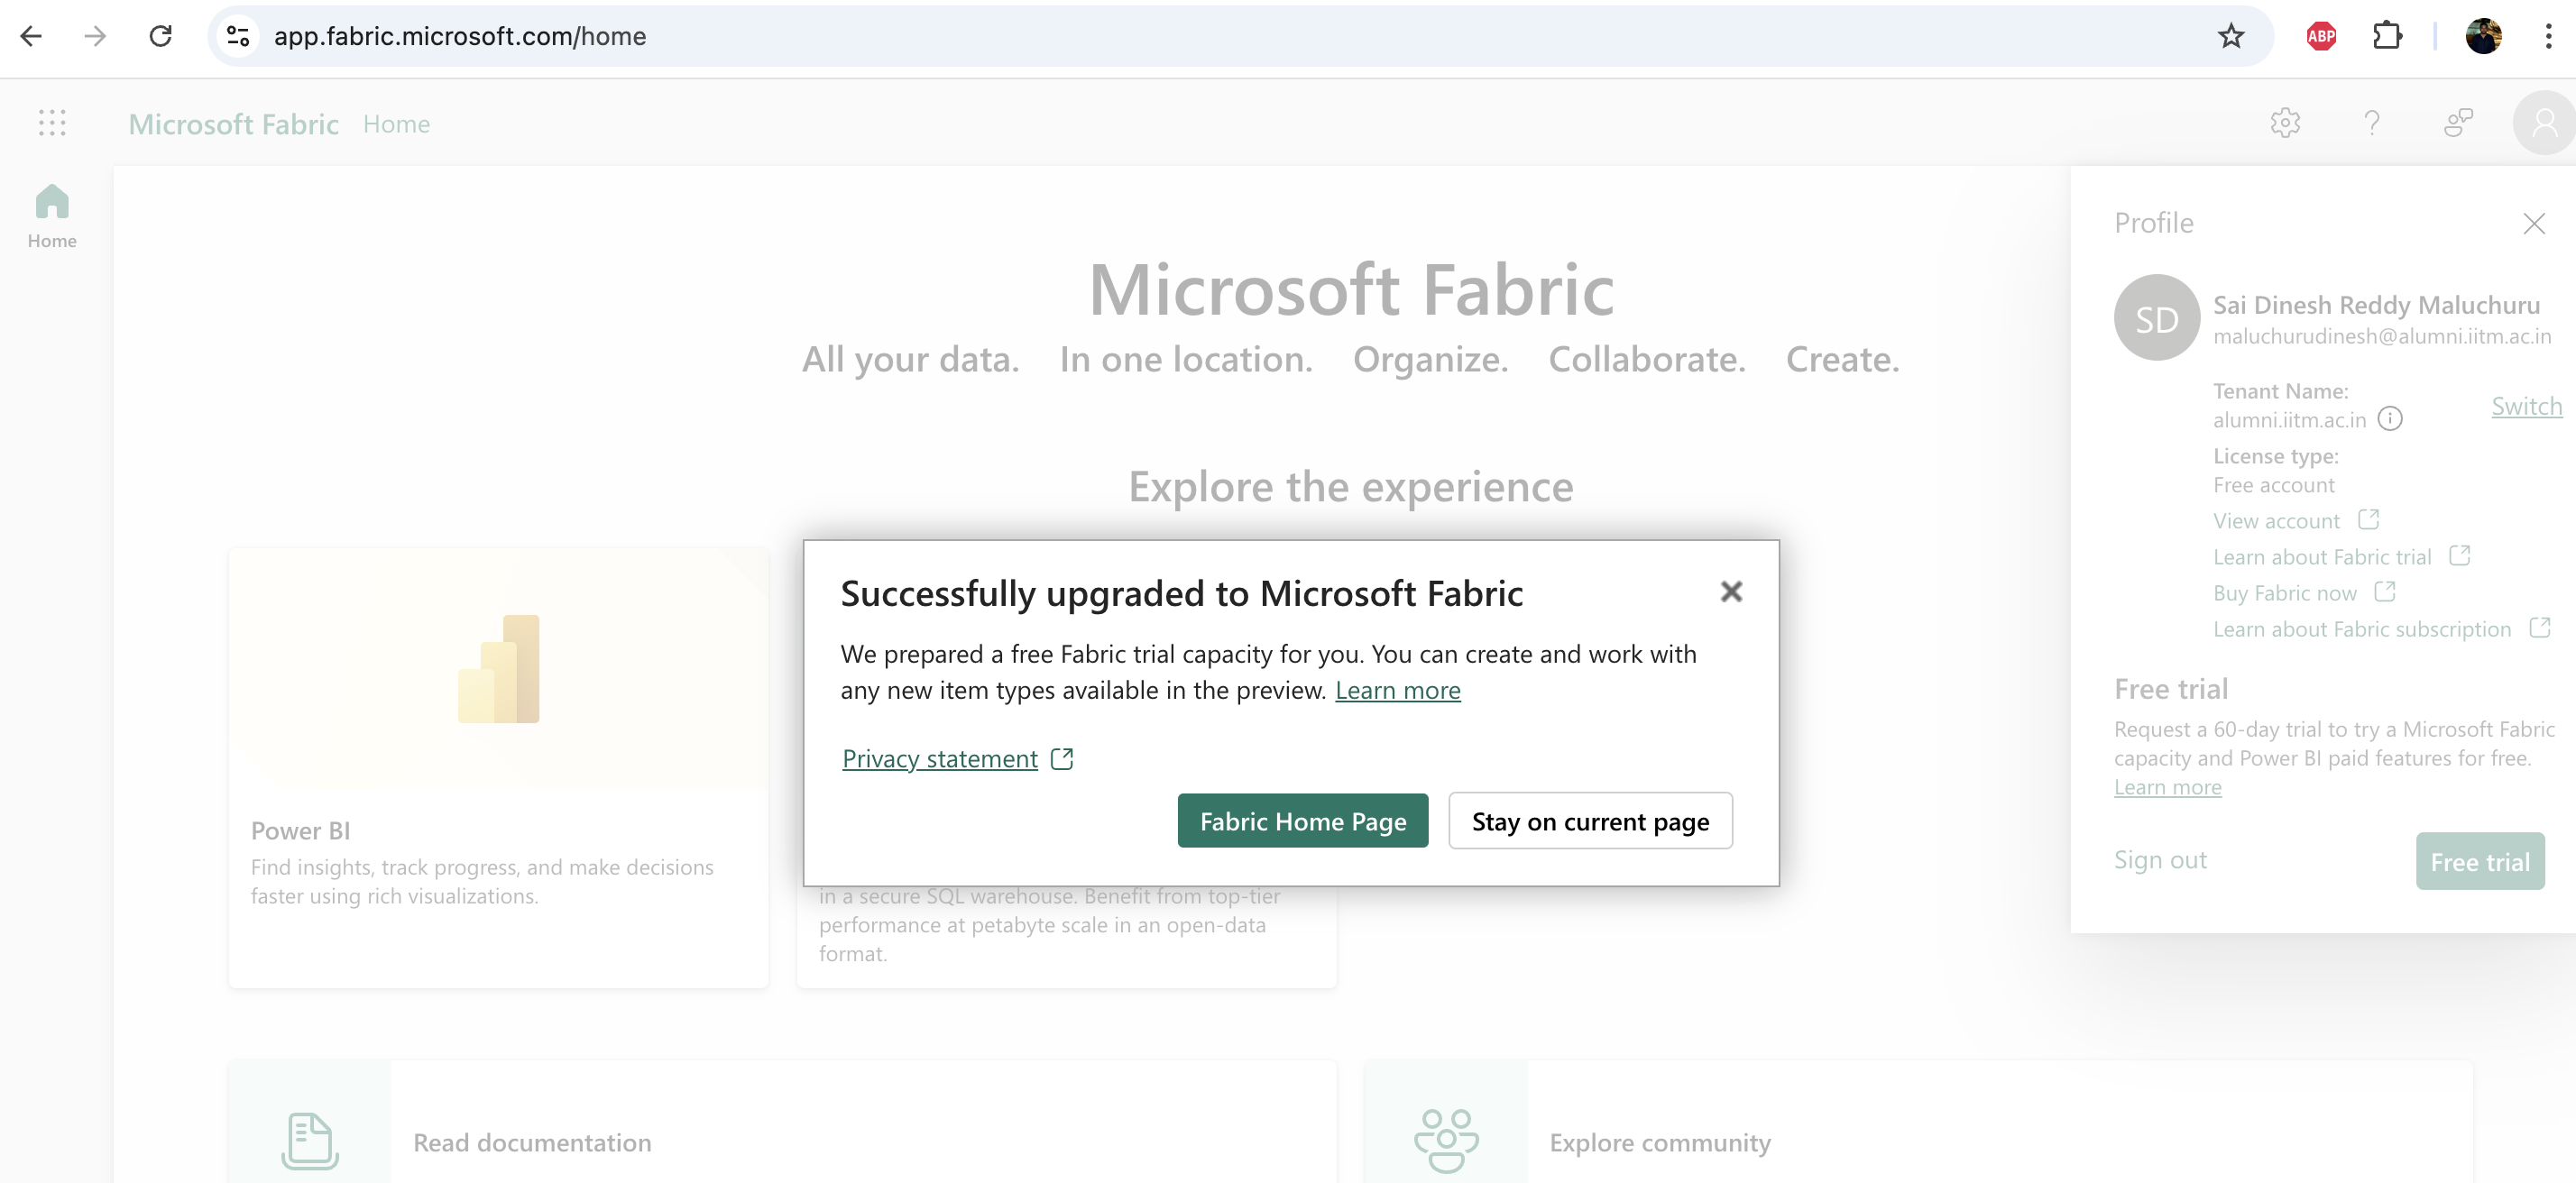 app.fabric.microsoft.com/home
ABP
Microsoft Fabric Home
Home
Microsoft Fabric
All your data. In one location. Organize. Collaborate. Create.
Explore the experience
Power BI
Find insights, track progress, and make decisions
faster using rich visualizations.
in a secure SQL warehouse. Benefit from top-tier
performance at petabyte scale in an open-data
format.
Read documentation
Explore community
Successfully upgraded to Microsoft Fabric
We prepared a free Fabric trial capacity for you. You can create and work with
any new item types available in the preview. Learn more
Privacy statement
Fabric Home Page
Stay on current page
Profile
SD
Sai Dinesh Reddy Maluchuru
maluchurudinesh@alumni.iitm.ac.in
Tenant Name:
alumni.iitm.ac.in
Switch
License type:
Free account
View account
Learn about Fabric trial
Buy Fabric now
Learn about Fabric subscription
Free trial
Request a 60-day trial to try a Microsoft Fabric
capacity and Power BI paid features for free.
Learn more
Sign out
Free trial